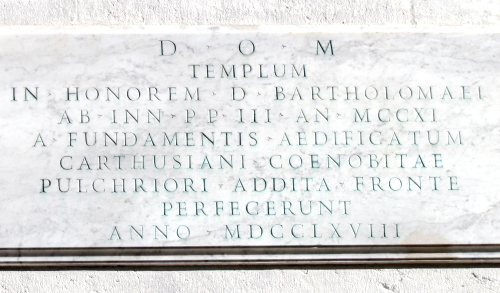 D · O · M
TEMPLUM
IN · HONOREM · D · BARTHOLOMAEI
AB · INN · P P · III · AN · MCCXI
A · FUNDAMENTIS · AEDIFICATUM
CARTHUSIANI · COENOBITAE
PULCHRIORI · ADDITA · FRONTE
PERFECERUNT
ANNO · MDCCLXVIII